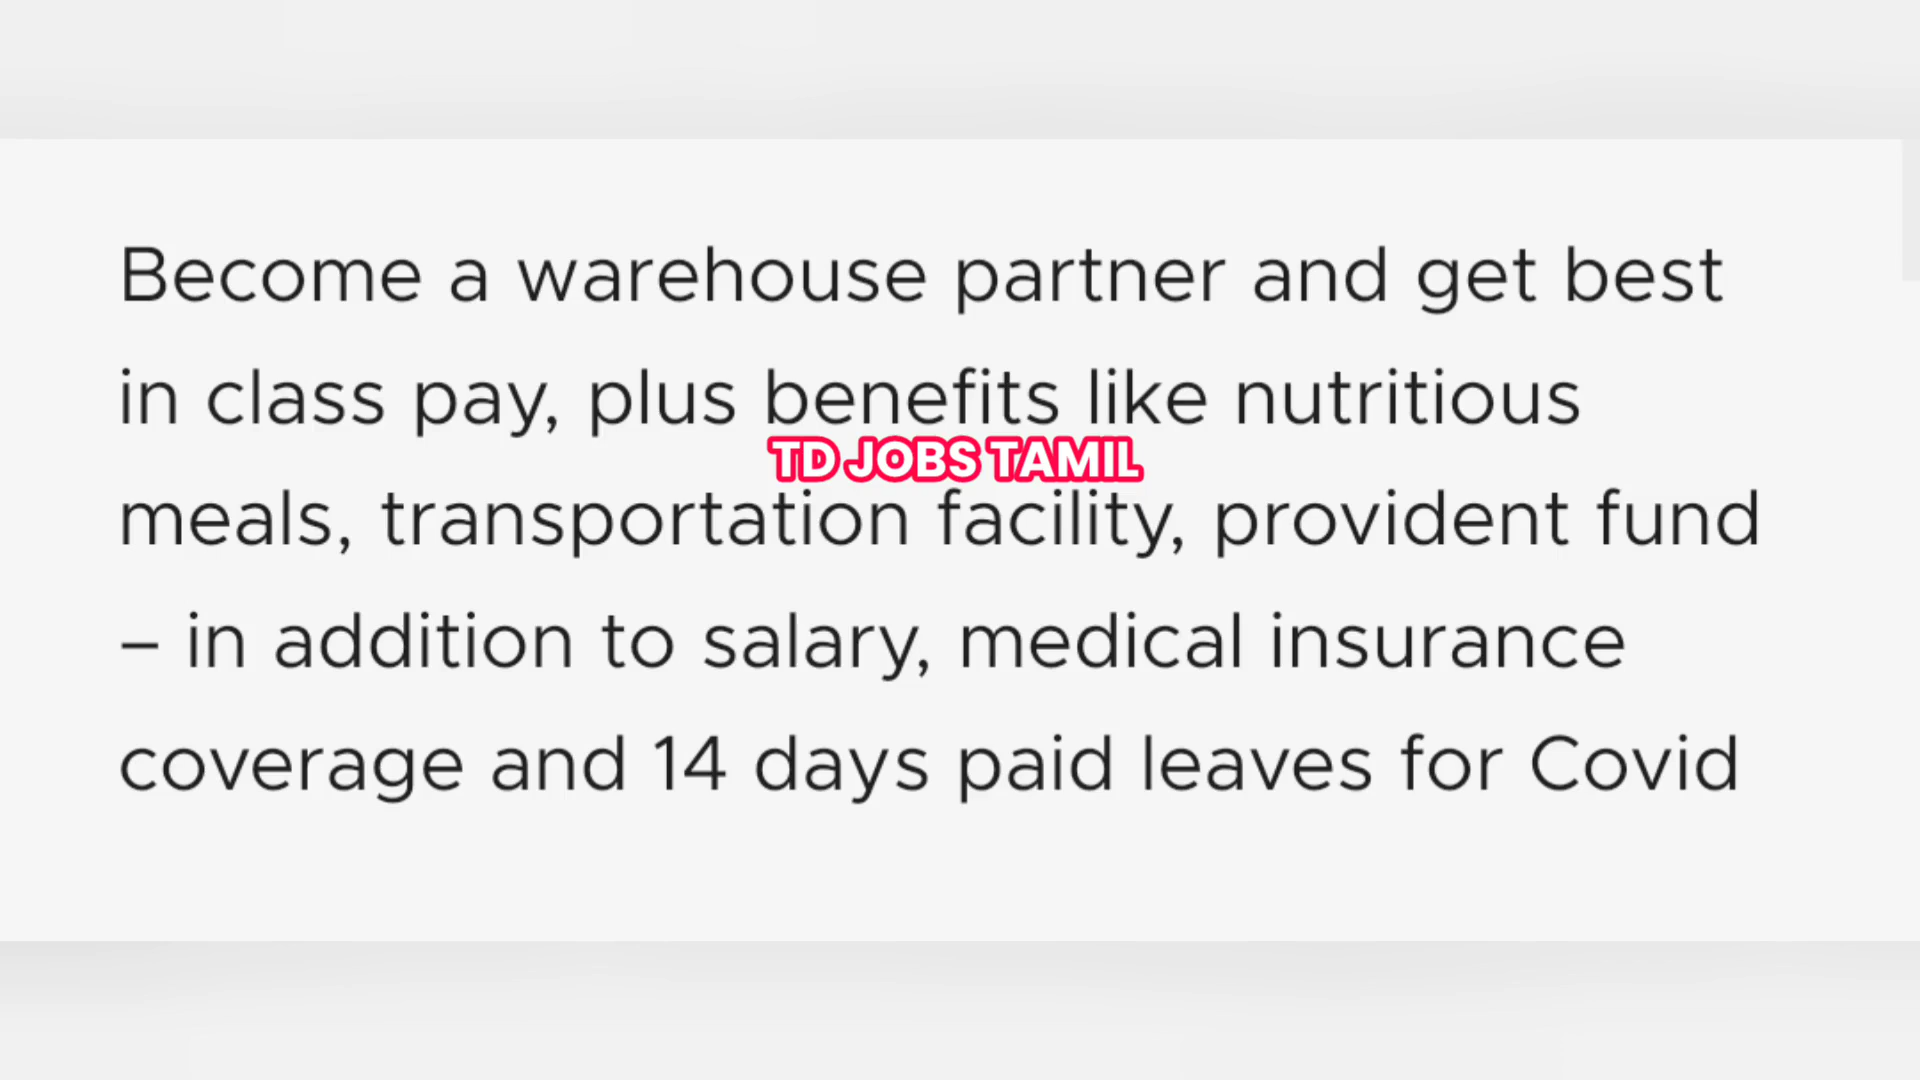 Become a warehouse partner and get best
in class pay, plus benefits like nutritious
TD JOBS TAMIL
meals, transportation facility, provident fund
– in addition to salary, medical insurance
coverage and 14 days paid leaves for Covid